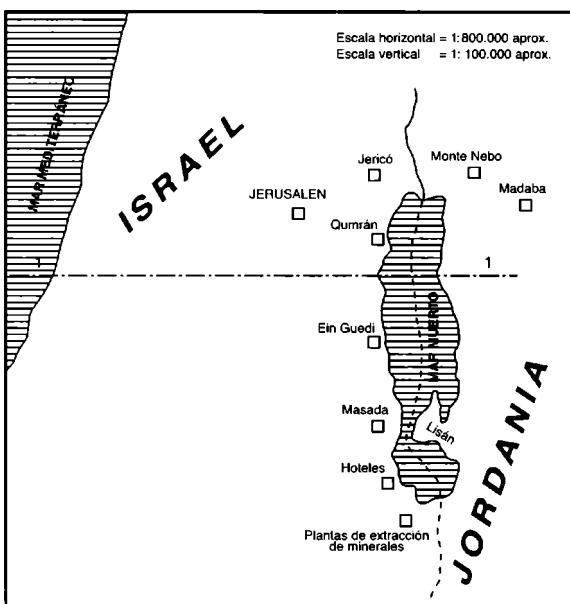 Escala horizontal = 1:800.000 aprox.
Escala vertical = 1: 100.000 aprox.
MAR MEDITERRÁNEO
ISRAEL
Jericó
Monte Nebo
Madaba
JERUSALEN
Qumrán
1
1
Ein Guedi
MAR MUERTO
Masada
Lisán
JORDANIA
Hoteles
Plantas de extracción
de minerales